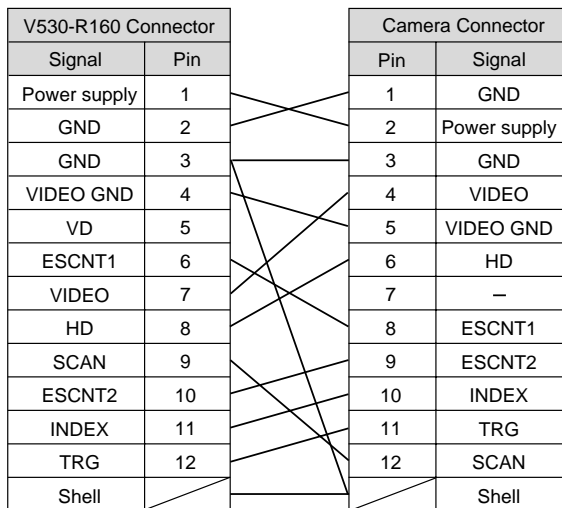 V530-R160 Connector Camera Connector
Signal Pin Pin Signal
Power supply 1 1 GND
GND 2 2 Power supply
GND 3 3 GND
VIDEO GND 4 4 VIDEO
VD 5 5 VIDEO GND
ESCNT1 6 6 HD
VIDEO 7 7 –
HD 8 8 ESCNT1
SCAN 9 9 ESCNT2
ESCNT2 10 10 INDEX
INDEX 11 11 TRG
TRG 12 12 SCAN
Shell Shell